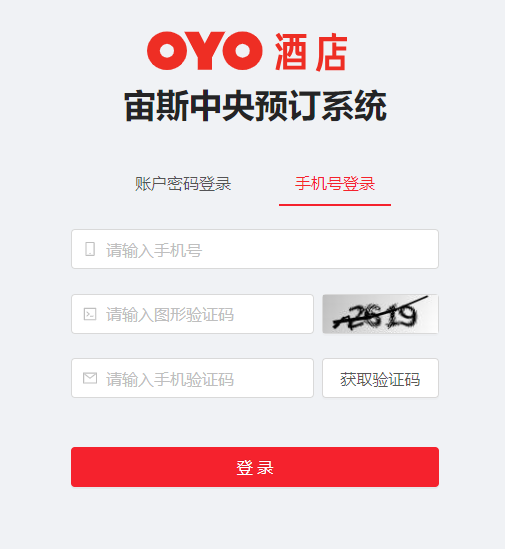 OYO 酒店
宙斯中央预订系统
账户密码登录 手机号登录
请输入手机号
请输入图形验证码 2619
请输入手机验证码 获取验证码
登 录